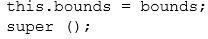 this.bounds = bounds;
super ();